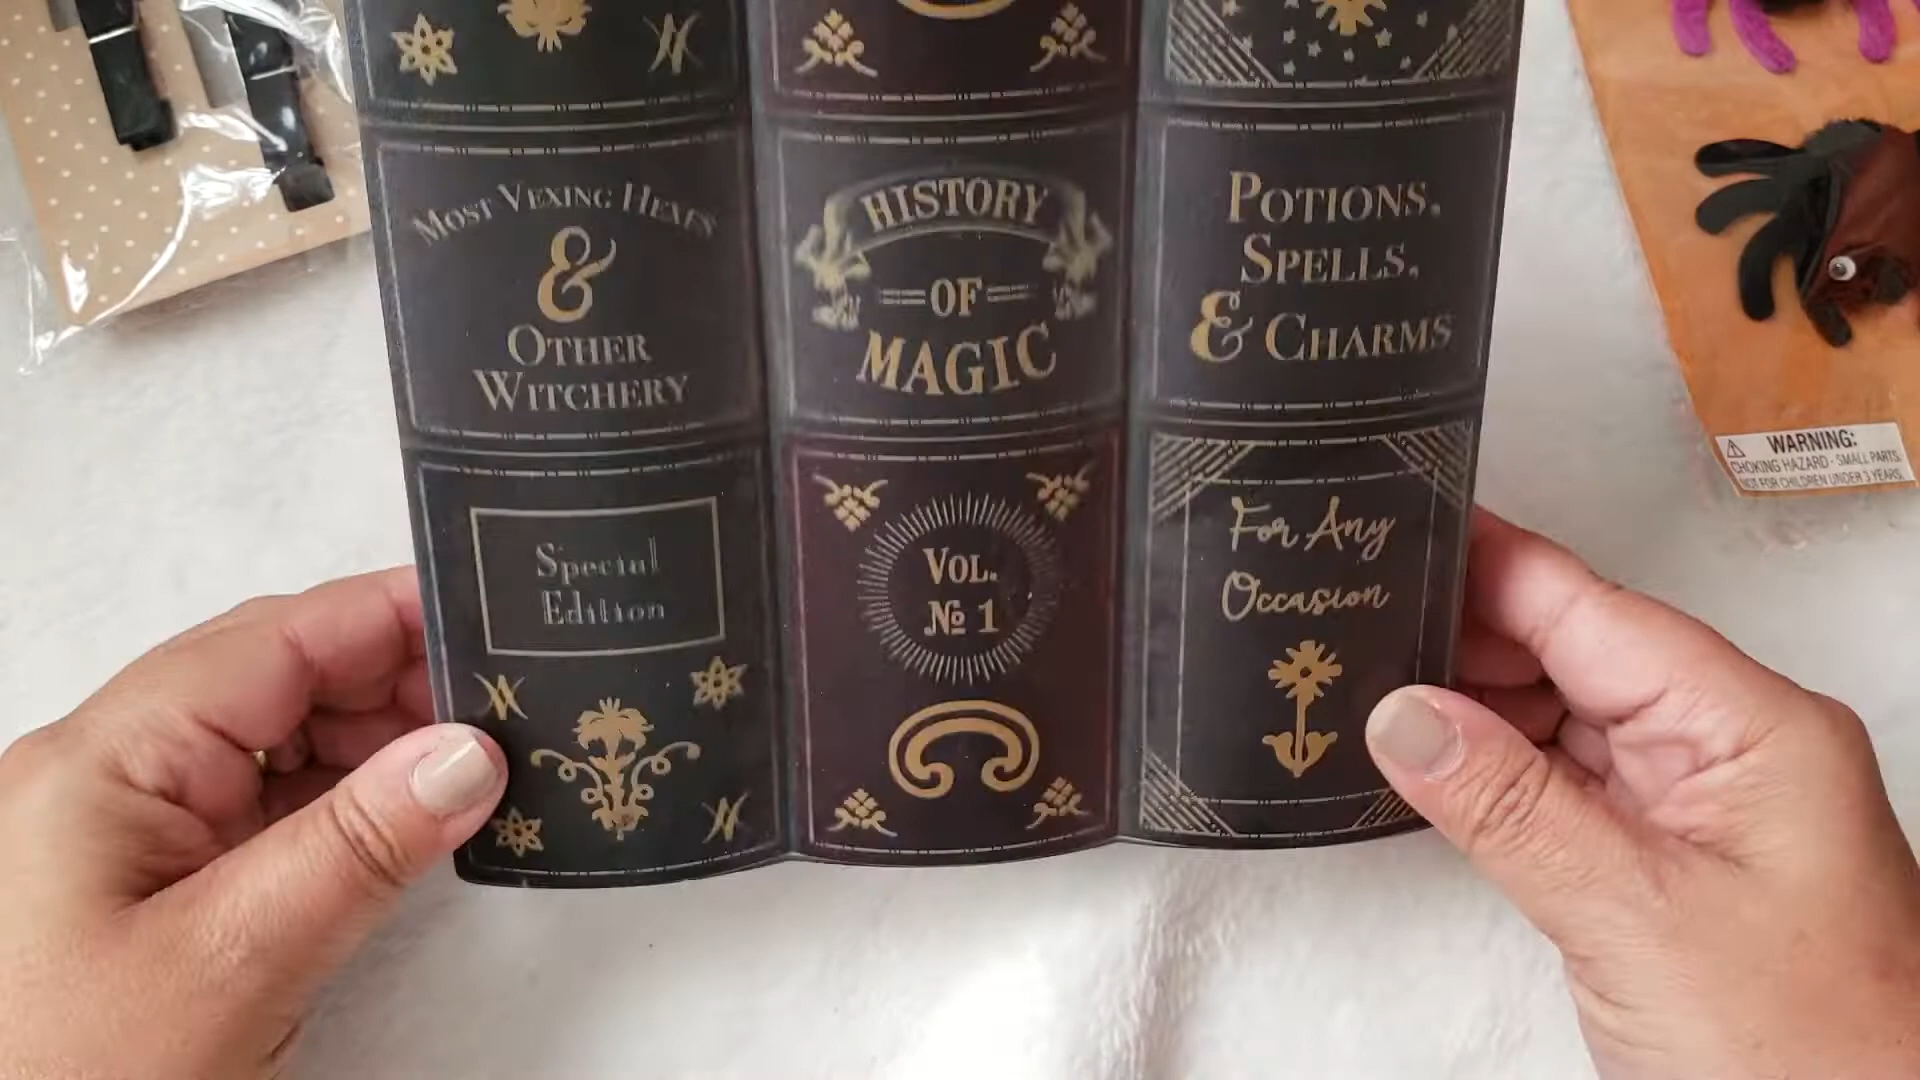 MOST VEXING HEXES
&
OTHER
WITCHERY
Special
Edition
HISTORY
OF
MAGIC
VOL.
№ 1
POTIONS,
SPELLS,
& CHARMS
For Any
Occasion
WARNING:
CHOKING HAZARD - SMALL PARTS.
NOT FOR CHILDREN UNDER 3 YEARS.